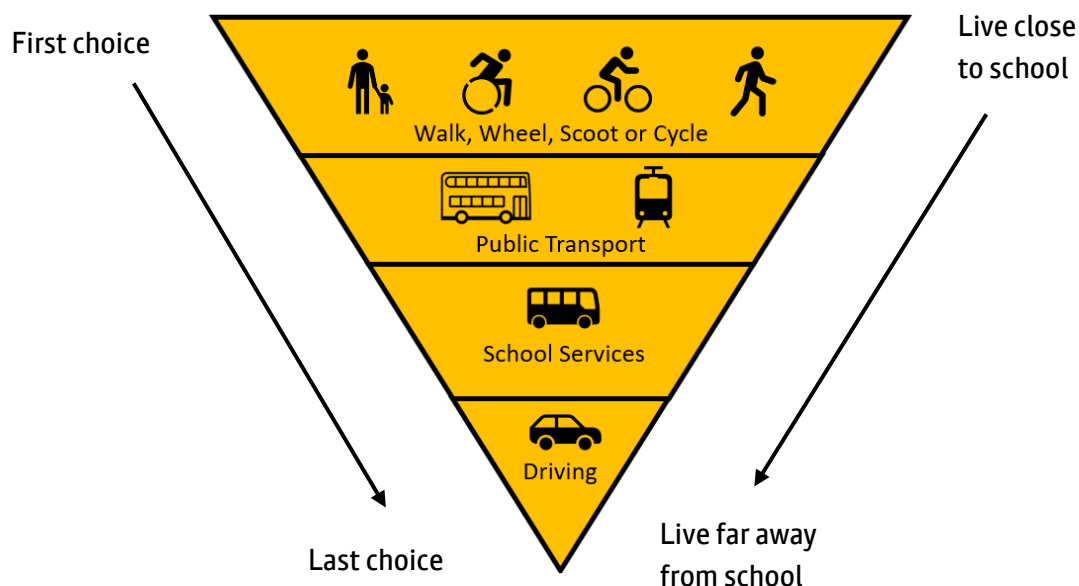 First choice
Live close
to school
Walk, Wheel, Scoot or Cycle
Public Transport
School Services
Driving
Last choice
Live far away
from school